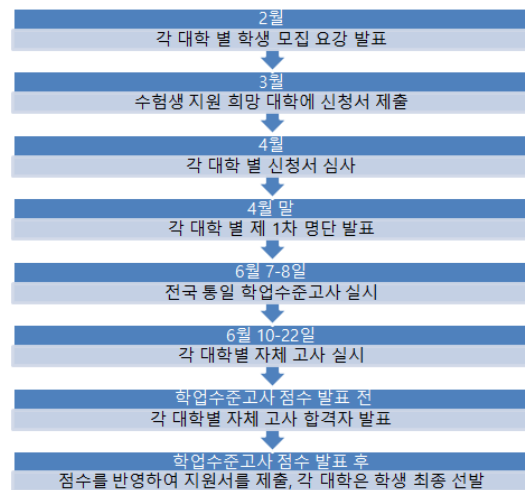 2월
각 대학 별 학생 모집 요강 발표
3월
수험생 지원 희망 대학에 신청서 제출
4월
각 대학 별 신청서 심사
4월 말
각 대학 별 제 1차 명단 발표
6월 7-8일
전국 통일 학업수준고사 실시
6월 10-22일
각 대학별 자체 고사 실시
학업수준고사 점수 발표 전
각 대학별 자체 고사 합격자 발표
학업수준고사 점수 발표 후
점수를 반영하여 지원서를 제출, 각 대학은 학생 최종 선발